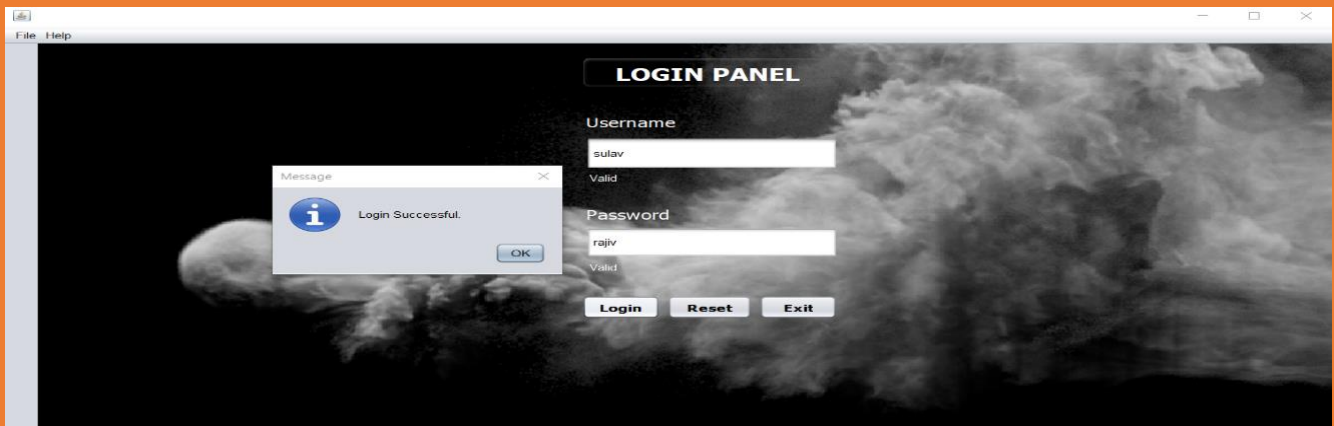 File Help
LOGIN PANEL
Username
sulav
Valid
Message
Login Successful.
OK
Password
rajiv
Valid
Login Reset Exit